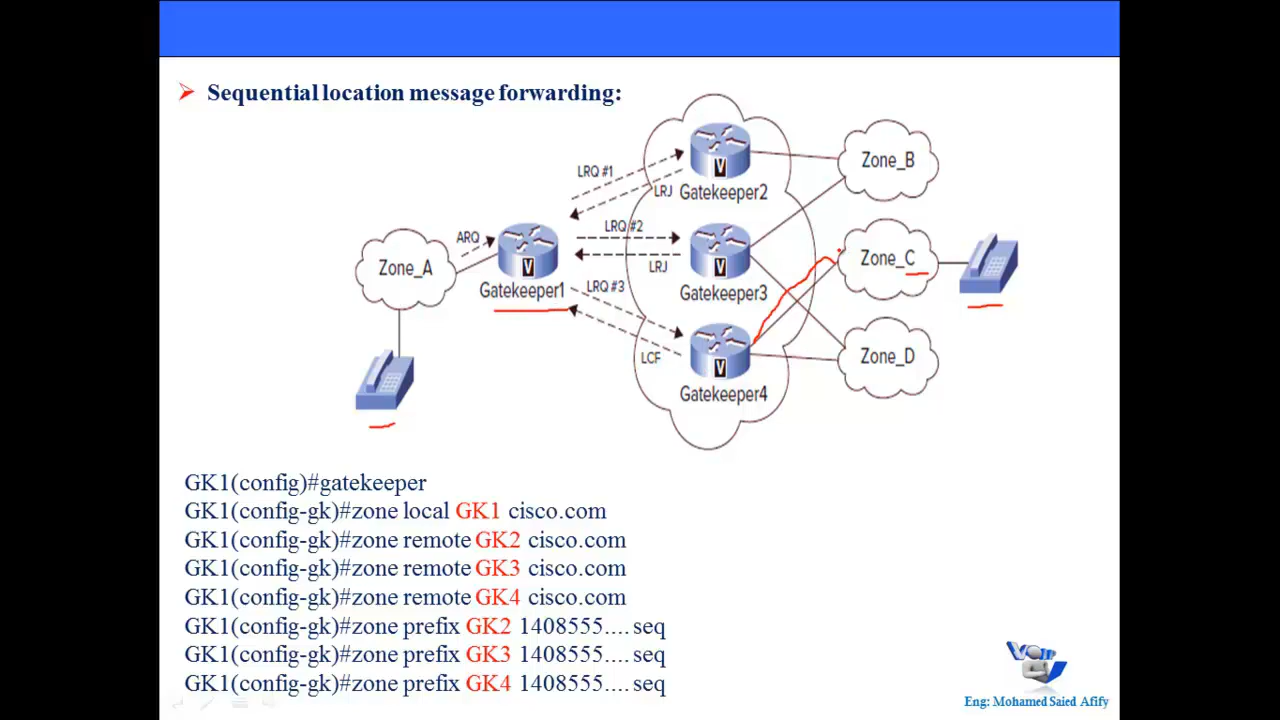 Sequential location message forwarding:
LRQ #1
LRJ
Gatekeeper2
Zone_B
ARQ
LRQ #2
LRJ
Zone_A
Gatekeeper1
LRQ #3
Gatekeeper3
Zone_C
LCF
Gatekeeper4
Zone_D
V
V
V
V
GK1(config)#gatekeeper
GK1(config-gk)#zone local GK1 cisco.com
GK1(config-gk)#zone remote GK2 cisco.com
GK1(config-gk)#zone remote GK3 cisco.com
GK1(config-gk)#zone remote GK4 cisco.com
GK1(config-gk)#zone prefix GK2 1408555.... seq
GK1(config-gk)#zone prefix GK3 1408555.... seq
GK1(config-gk)#zone prefix GK4 1408555.... seq
Eng: Mohamed Saied Afify